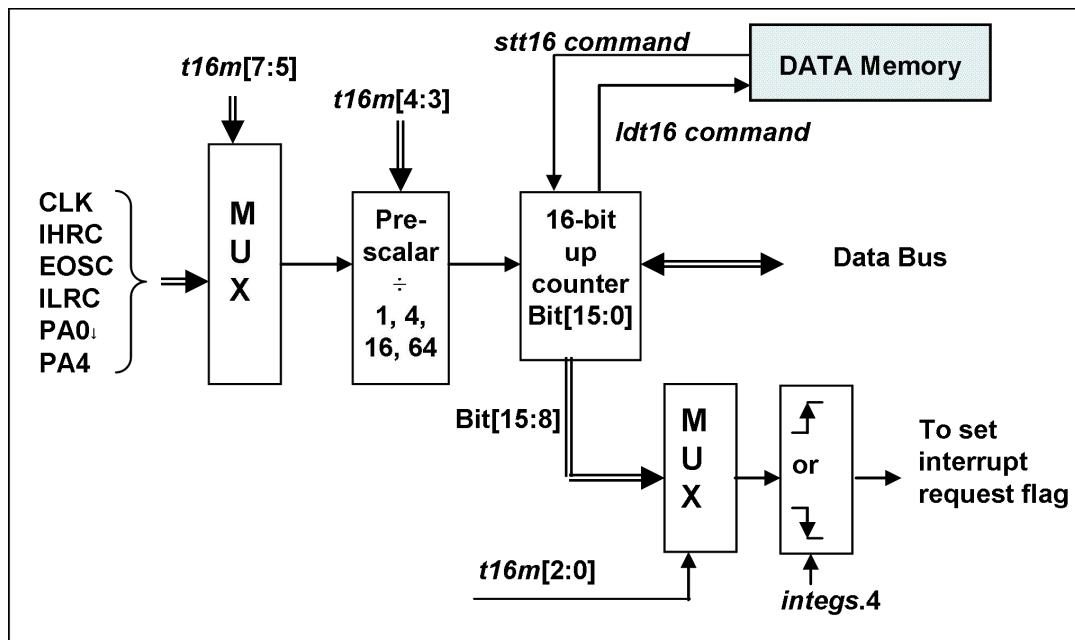 stt16 command
DATA Memory
t16m[7:5]
t16m[4:3]
ldt16 command
CLK
IHRC
EOSC
ILRC
PA0↓
PA4
M
U
X
Pre-
scalar
÷
1, 4,
16, 64
16-bit
up
counter
Bit[15:0]
Data Bus
Bit[15:8]
M
U
X
or
To set
interrupt
request flag
t16m[2:0]
integs.4